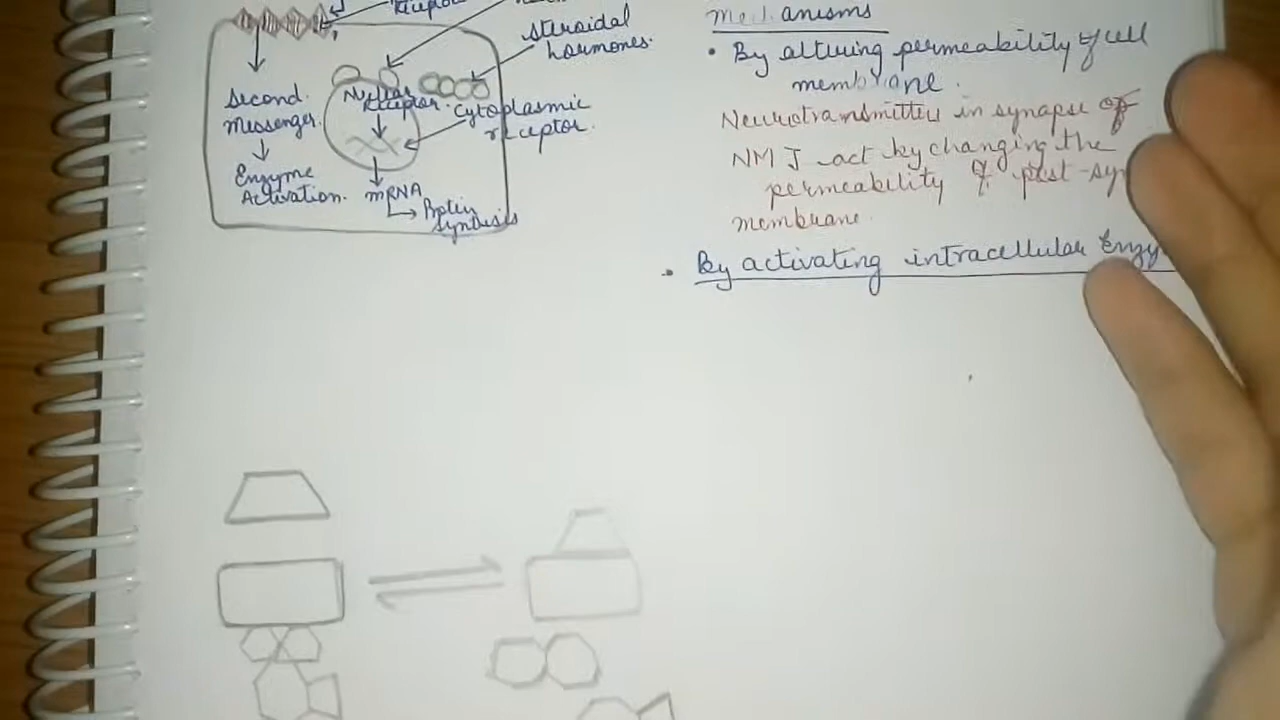 steroidal
hormones.
Second
Messenger.
Enzyme
Activation.
Nuclear
Receptor.
Cytoplasmic
receptor.
mRNA
Protein
Synthesis
Mechanisms
• By altering permeability of cell
membrane.
Neurotransmitter in synapse of
NMJ act by changing the
permeability of post-sy
membrane.
• By activating intracellular Enzy